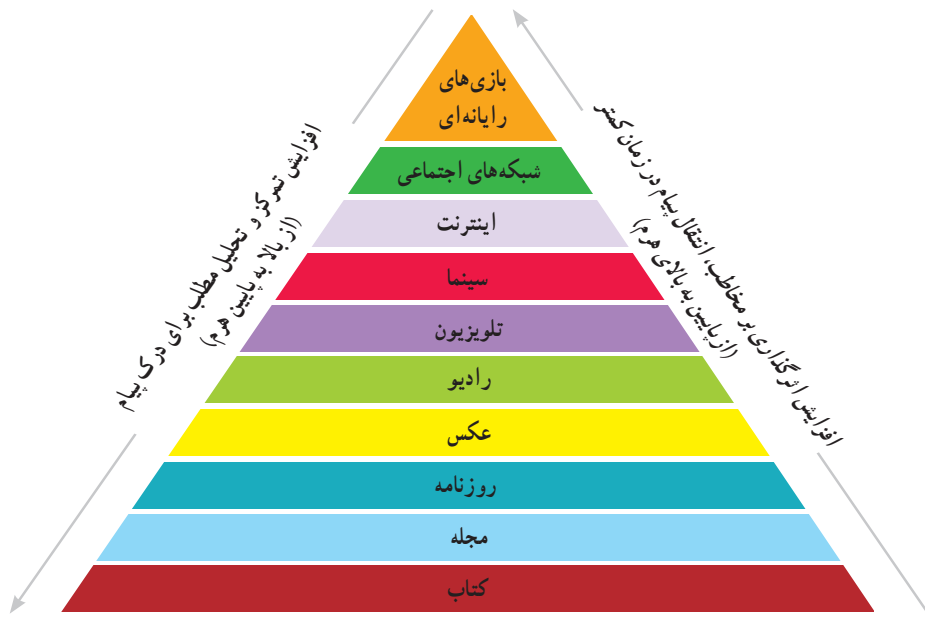 بازی‌های
رایانه‌ای
شبکه‌های اجتماعی
اینترنت
سینما
تلویزیون
رادیو
عکس
روزنامه
مجله
کتاب
افزایش اثرگذاری بر مخاطب، انتقال پیام در زمان کمتر
(از پایین به بالای هرم)
افزایش تمرکز و تحلیل مطلب برای درک پیام
(از بالا به پایین هرم)